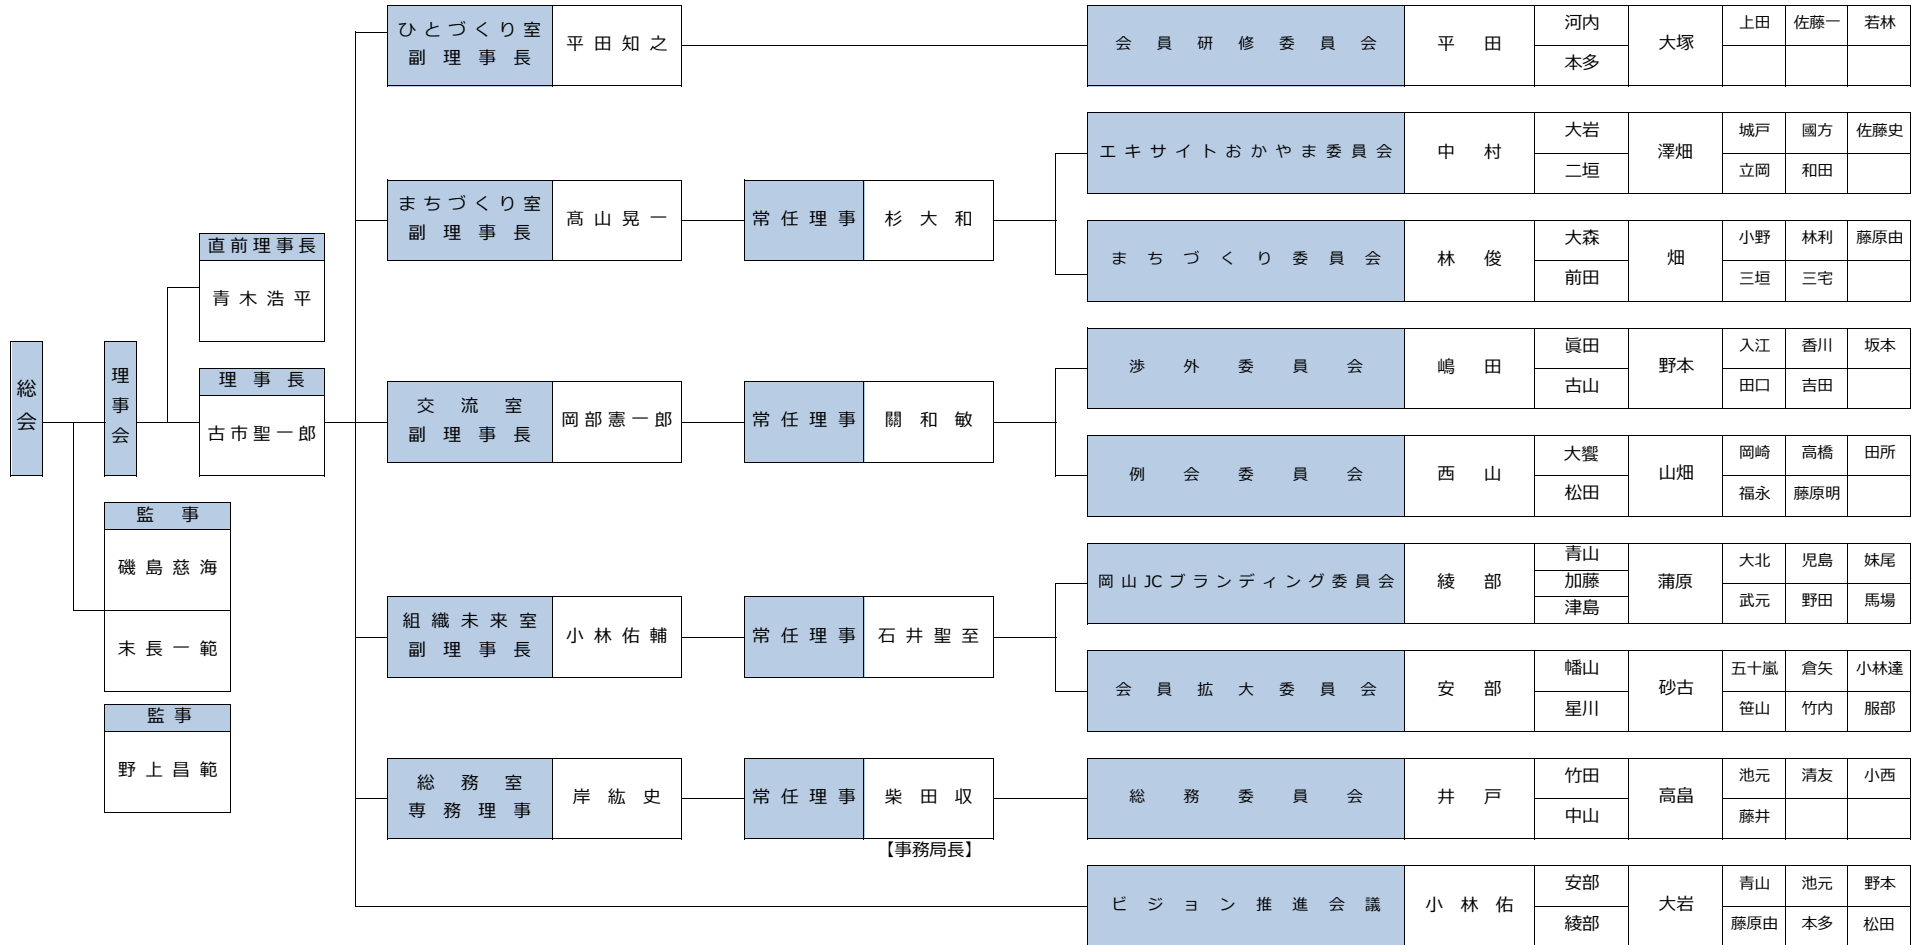 総会
理事会
直前理事長
青木浩平
理事長
古市聖一郎
監事
磯島慈海
末長一範
監事
野上昌範
ひとづくり室
副理事長
平田知之
会員研修委員会
平田
河内
本多
大塚
上田 佐藤一 若林
まちづくり室
副理事長
髙山晃一
常任理事
杉大和
エキサイトおかやま委員会
中村
大岩
二垣
澤畑
城戸 國方 佐藤史
立岡 和田
まちづくり委員会
林俊
大森
前田
畑
小野 林利 藤原由
三垣 三宅
交流室
副理事長
岡部憲一郎
常任理事
關和敏
渉外委員会
嶋田
眞田
古山
野本
入江 香川 坂本
田口 吉田
例会委員会
西山
大饗
松田
山畑
岡崎 高橋 田所
福永 藤原明
組織未来室
副理事長
小林佑輔
常任理事
石井聖至
岡山JCブランディング委員会
綾部
青山
加藤
津島
蒲原
大北 児島 妹尾
武元 野田 馬場
会員拡大委員会
安部
幡山
星川
砂古
五十嵐 倉矢 小林達
笹山 竹内 服部
総務室
専務理事
岸紘史
常任理事
柴田収
【事務局長】
総務委員会
井戸
竹田
中山
高畠
池元 清友 小西
藤井
ビジョン推進会議
小林佑
安部
綾部
大岩
青山 池元 野本
藤原由 本多 松田